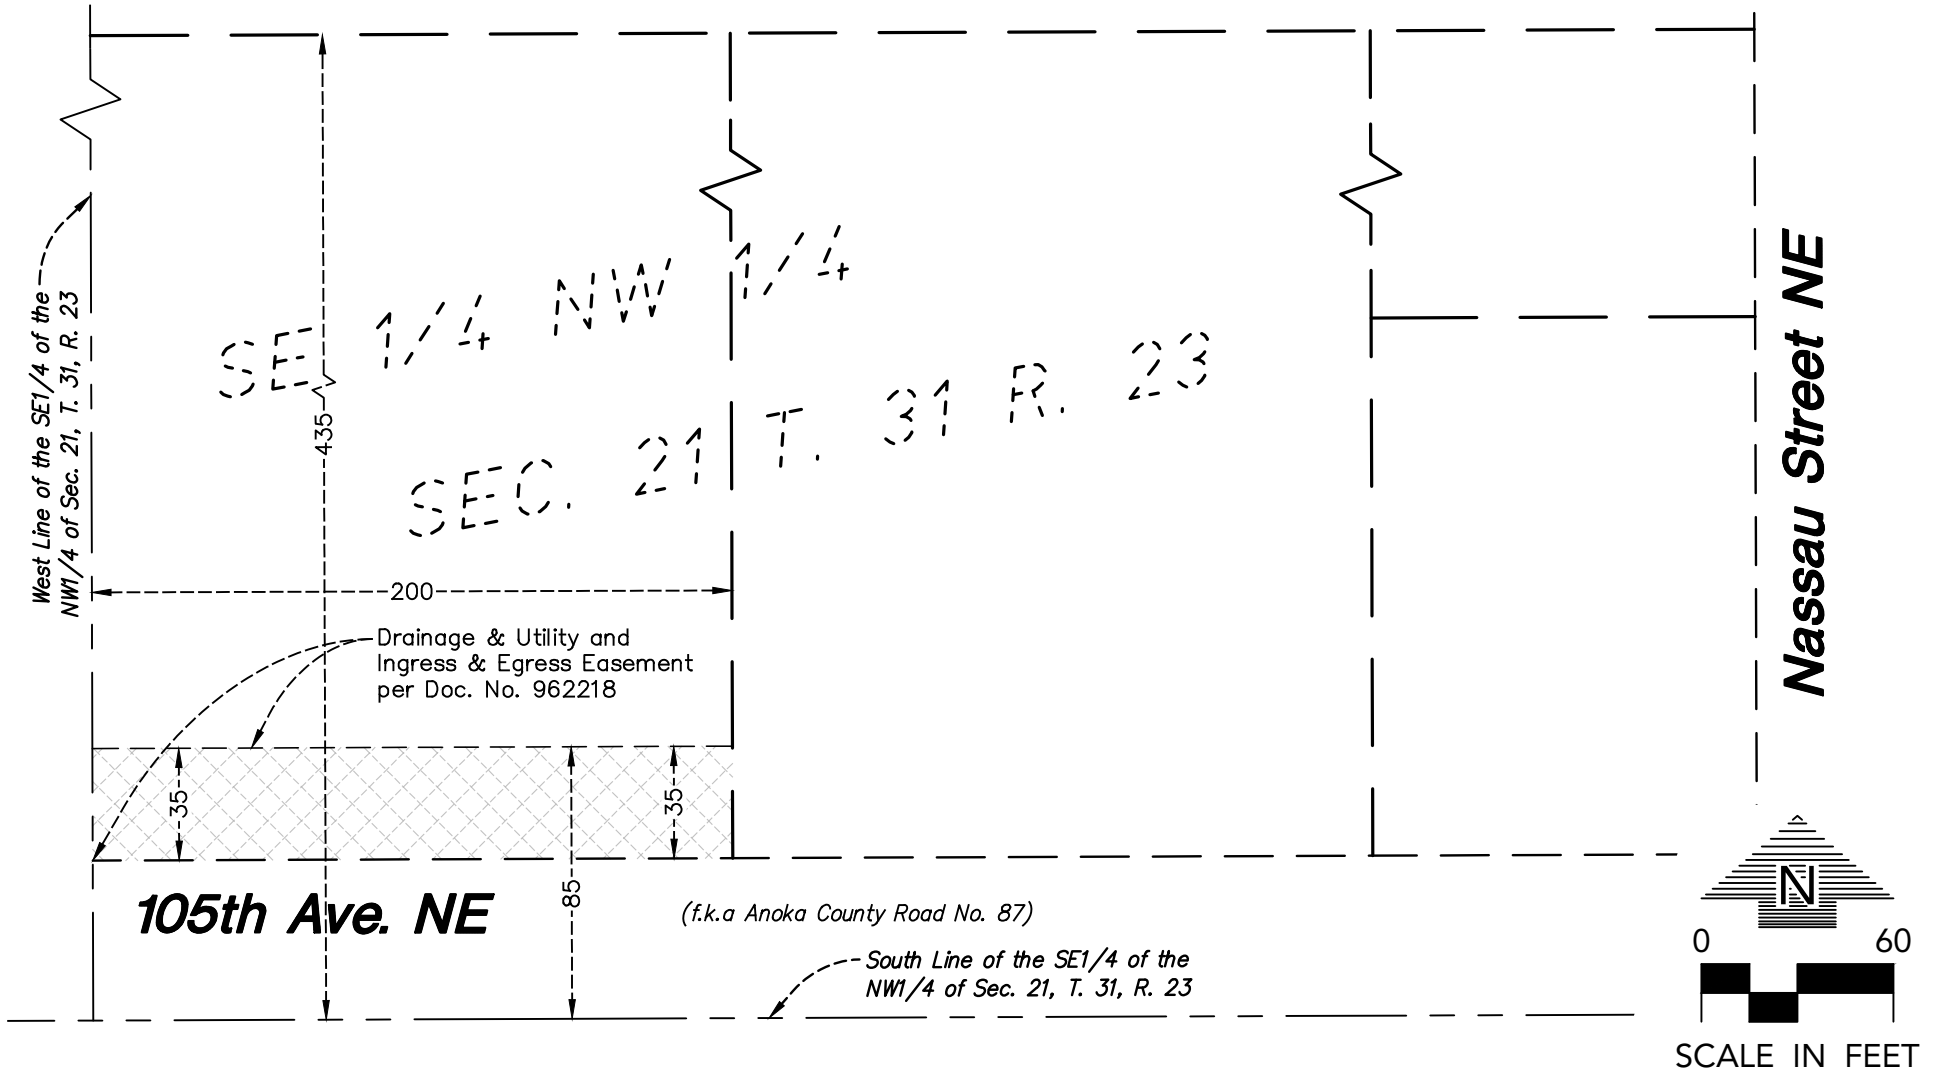 SE 1/4 NW 1/4
SEC. 21 T. 31 R. 23
West Line of the SE1/4 of the
NW1/4 of Sec. 21, T. 31, R. 23
435
200
Drainage & Utility and
Ingress & Egress Easement
per Doc. No. 962218
35
35
85
105th Ave. NE
(f.k.a Anoka County Road No. 87)
South Line of the SE1/4 of the
NW1/4 of Sec. 21, T. 31, R. 23
Nassau Street NE
N
0 60
SCALE IN FEET